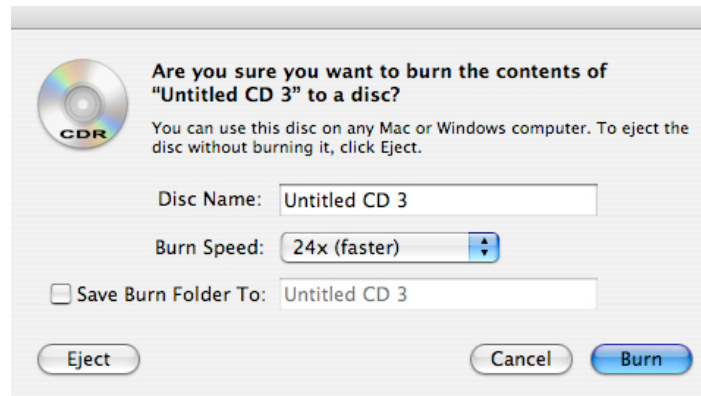 Are you sure you want to burn the contents of
“Untitled CD 3” to a disc?
CDR
You can use this disc on any Mac or Windows computer. To eject the
disc without burning it, click Eject.
Disc Name: Untitled CD 3
Burn Speed: 24x (faster)
Save Burn Folder To: Untitled CD 3
Eject Cancel Burn